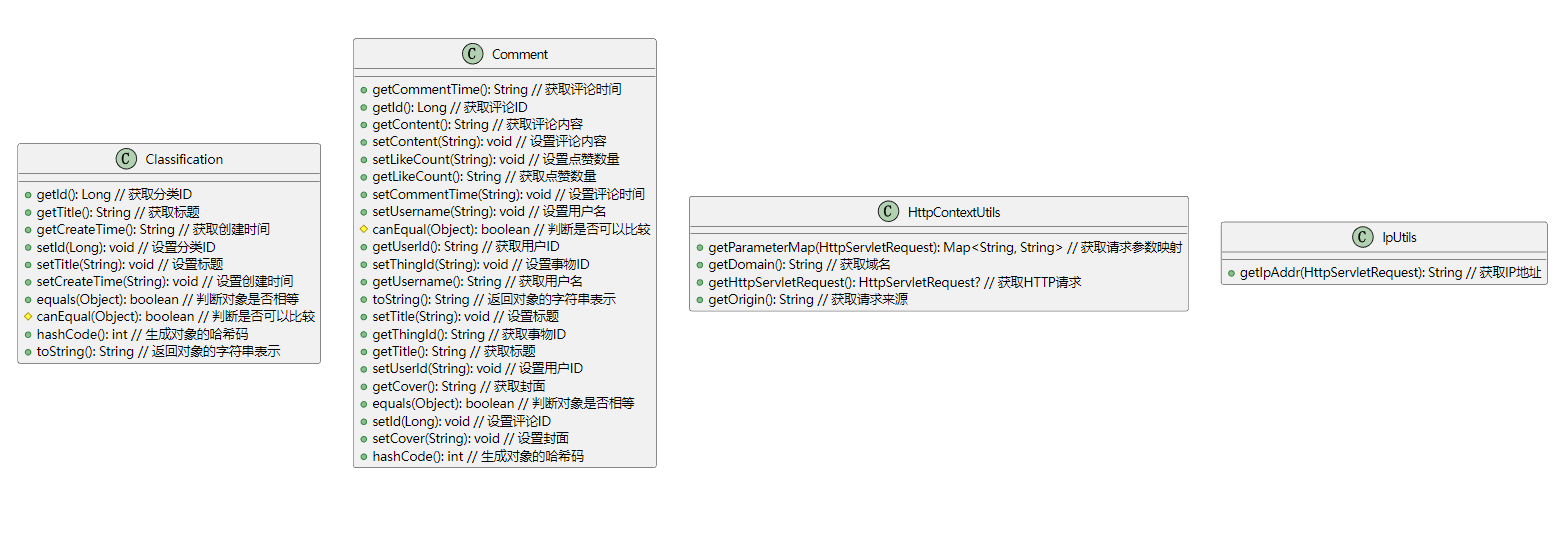 Classification
getId(): Long // 获取分类ID
getTitle(): String // 获取标题
getCreateTime(): String // 获取创建时间
setId(Long): void // 设置分类ID
setTitle(String): void // 设置标题
setCreateTime(String): void // 设置创建时间
equals(Object): boolean // 判断对象是否相等
canEqual(Object): boolean // 判断是否可以比较
hashCode(): int // 生成对象的哈希码
toString(): String // 返回对象的字符串表示
Comment
getCommentTime(): String // 获取评论时间
getId(): Long // 获取评论ID
getContent(): String // 获取评论内容
setContent(String): void // 设置评论内容
setLikeCount(String): void // 设置点赞数量
getLikeCount(): String // 获取点赞数量
setCommentTime(String): void // 设置评论时间
setUsername(String): void // 设置用户名
canEqual(Object): boolean // 判断是否可以比较
getUserId(): String // 获取用户ID
setThingId(String): void // 设置事物ID
getUsername(): String // 获取用户名
toString(): String // 返回对象的字符串表示
setTitle(String): void // 设置标题
getThingId(): String // 获取事物ID
getTitle(): String // 获取标题
setUserId(String): void // 设置用户ID
getCover(): String // 获取封面
equals(Object): boolean // 判断对象是否相等
setId(Long): void // 设置评论ID
setCover(String): void // 设置封面
hashCode(): int // 生成对象的哈希码
HttpContextUtils
getParameterMap(HttpServletRequest): Map<String, String> // 获取请求参数映射
getDomain(): String // 获取域名
getHttpServletRequest(): HttpServletRequest? // 获取HTTP请求
getOrigin(): String // 获取请求来源
IpUtils
getIpAddr(HttpServletRequest): String // 获取IP地址